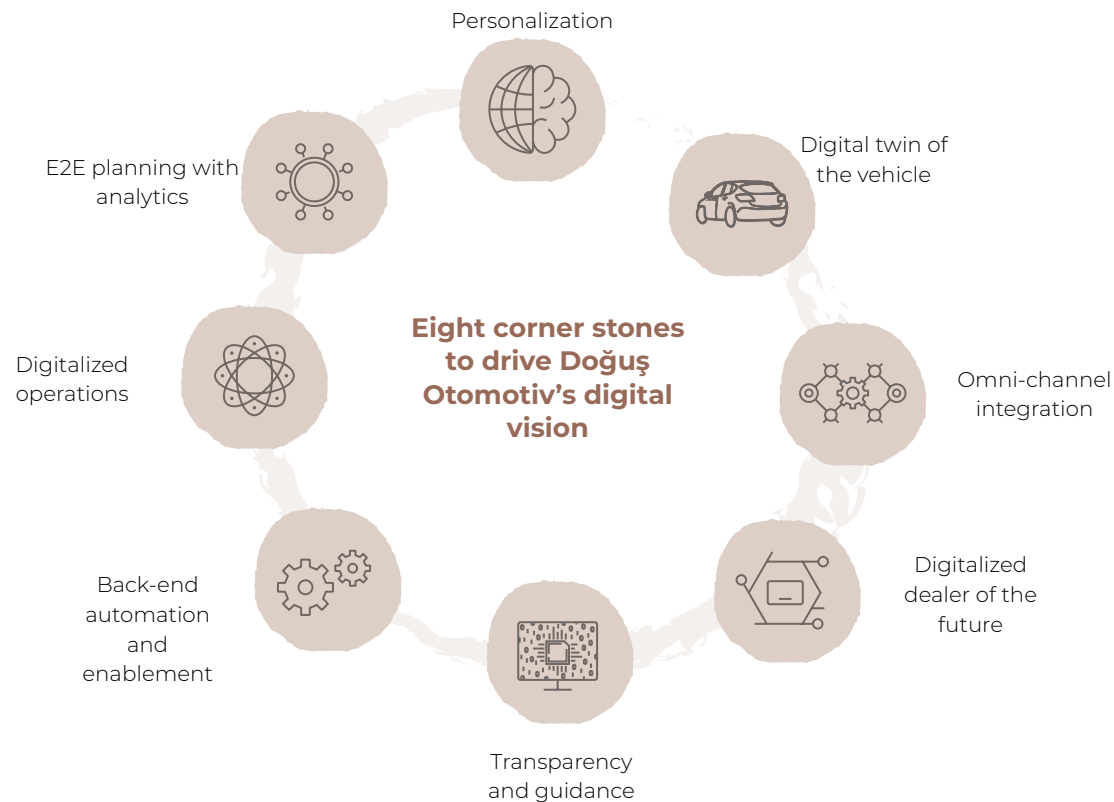 Personalization
Digital twin of
the vehicle
E2E planning with
analytics
Eight corner stones
to drive Doğuş
Otomotiv’s digital
vision
Digitalized
operations
Omni-channel
integration
Digitalized
dealer of the
future
Back-end
automation
and
enablement
Transparency
and guidance